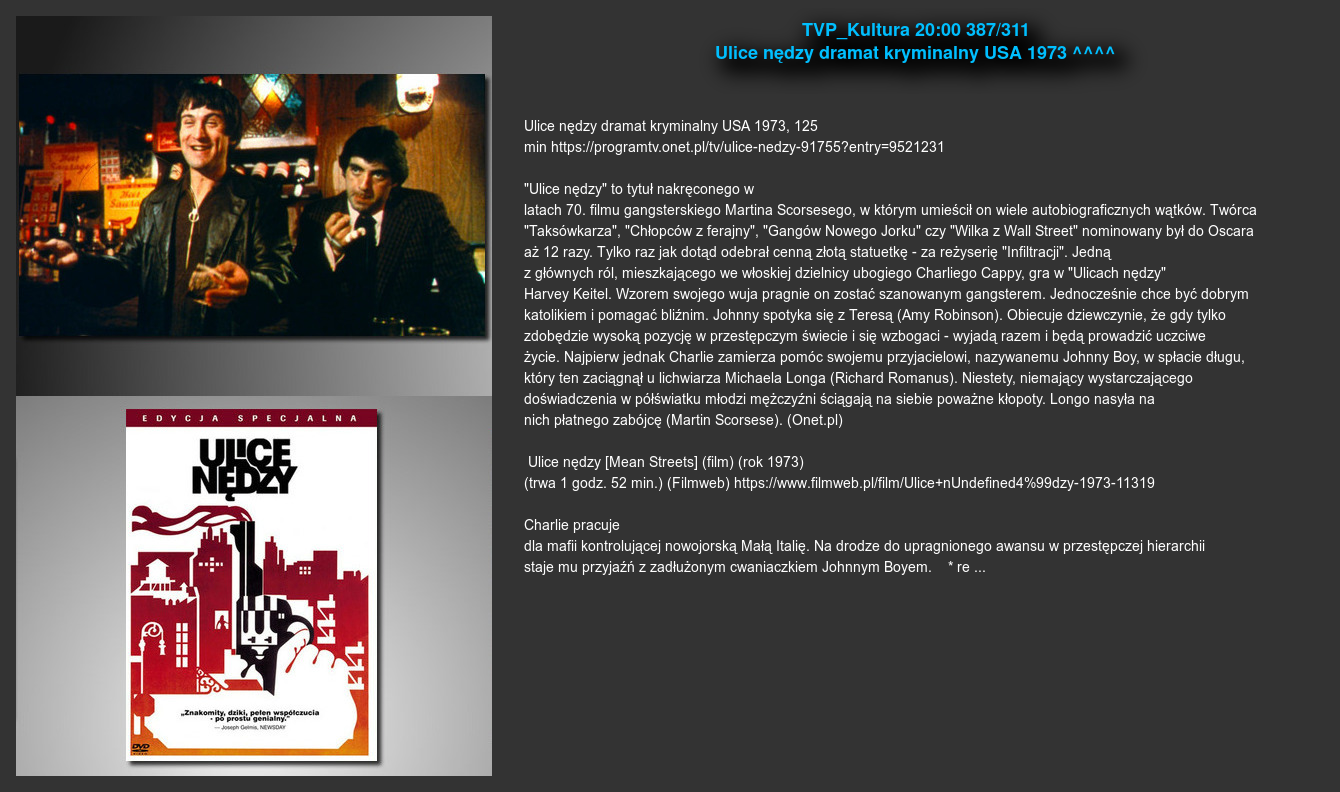 TVP_Kultura 20:00 387/311
Ulice nędzy dramat kryminalny USA 1973 ^^^^
Ulice nędzy dramat kryminalny USA 1973, 125
min https://programtv.onet.pl/tv/ulice-nedzy-91755?entry=9521231
"Ulice nędzy" to tytuł nakręconego w
latach 70. filmu gangsterskiego Martina Scorsesego, w którym umieścił on wiele autobiograficznych wątków. Twórca
"Taksówkarza", "Chłopców z ferajny", "Gangów Nowego Jorku" czy "Wilka z Wall Street" nominowany był do Oscara
aż 12 razy. Tylko raz jak dotąd odebrał cenną złotą statuetkę - za reżyserię "Infiltracji". Jedną
z głównych ról, mieszkającego we włoskiej dzielnicy ubogiego Charliego Cappy, gra w "Ulicach nędzy"
Harvey Keitel. Wzorem swojego wuja pragnie on zostać szanowanym gangsterem. Jednocześnie chce być dobrym
katolikiem i pomagać bliźnim. Johnny spotyka się z Teresą (Amy Robinson). Obiecuje dziewczynie, że gdy tylko
zdobędzie wysoką pozycję w przestępczym świecie i się wzbogaci - wyjadą razem i będą prowadzić uczciwe
życie. Najpierw jednak Charlie zamierza pomóc swojemu przyjacielowi, nazywanemu Johnny Boy, w spłacie długu,
który ten zaciągnął u lichwiarza Michaela Longa (Richard Romanus). Niestety, niemający wystarczającego
doświadczenia w półświatku młodzi mężczyźni ściągają na siebie poważne kłopoty. Longo nasyła na
nich płatnego zabójcę (Martin Scorsese). (Onet.pl)
Ulice nędzy [Mean Streets] (film) (rok 1973)
(trwa 1 godz. 52 min.) (Filmweb) https://www.filmweb.pl/film/Ulice+nUndefined4%99dzy-1973-11319
Charlie pracuje
dla mafii kontrolującej nowojorską Małą Italię. Na drodze do upragnionego awansu w przestępczej hierarchii
staje mu przyjaźń z zadłużonym cwaniaczkiem Johnnym Boyem. * re ...
EDYCJA SPECJALNA
ULICE
NĘDZY
„Znakomity, dziki, pełen współczucia
- po prostu genialny."
— Joseph Gelmis, NEWSDAY
DVD
VIDEO